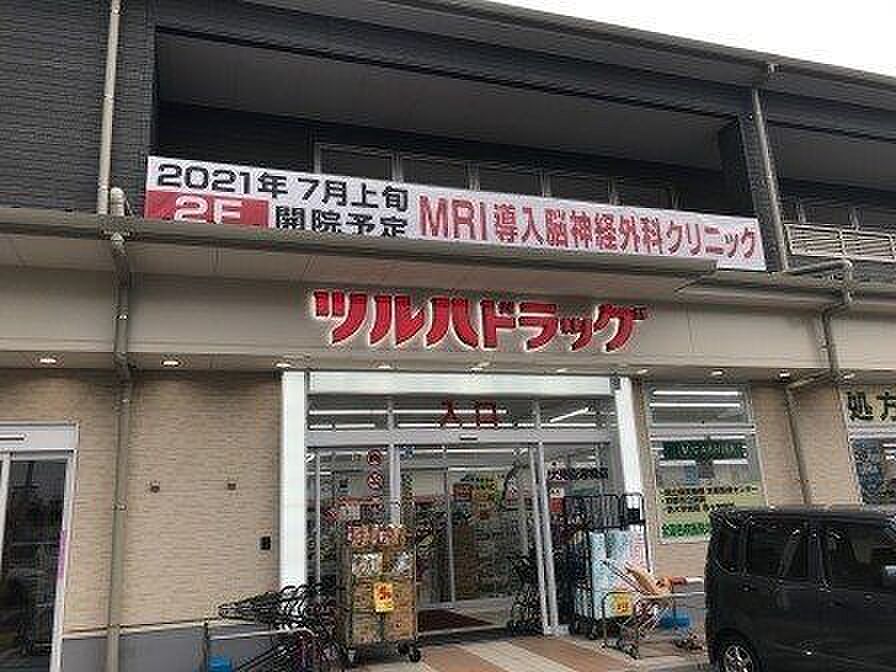 2021年7月上旬
2F 開院予定 MRI導入脳神経外科クリニック
ツルハドラッグ
入口
処方